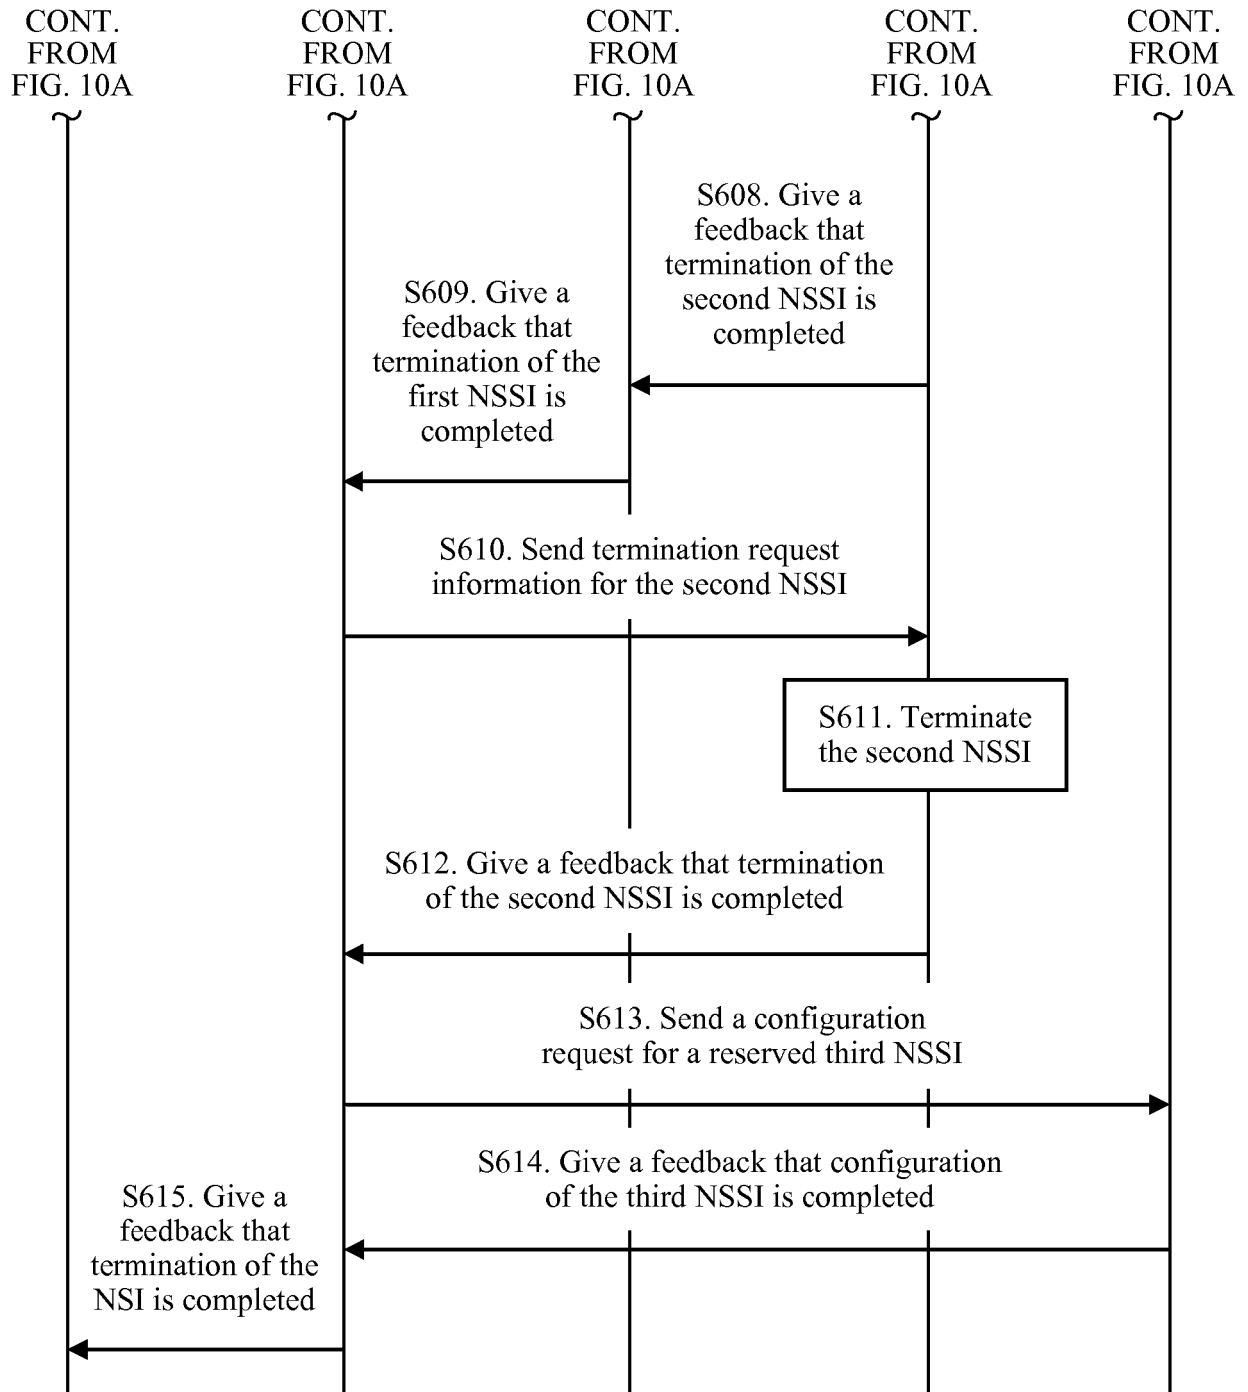 CONT.
FROM
FIG. 10A
CONT.
FROM
FIG. 10A
CONT.
FROM
FIG. 10A
CONT.
FROM
FIG. 10A
CONT.
FROM
FIG. 10A
S608. Give a
feedback that
termination of the
second NSSI is
completed
S609. Give a
feedback that
termination of the
first NSSI is
completed
S610. Send termination request
information for the second NSSI
S611. Terminate
the second NSSI
S612. Give a feedback that termination
of the second NSSI is completed
S613. Send a configuration
request for a reserved third NSSI
S614. Give a feedback that configuration
of the third NSSI is completed
S615. Give a
feedback that
termination of the
NSI is completed